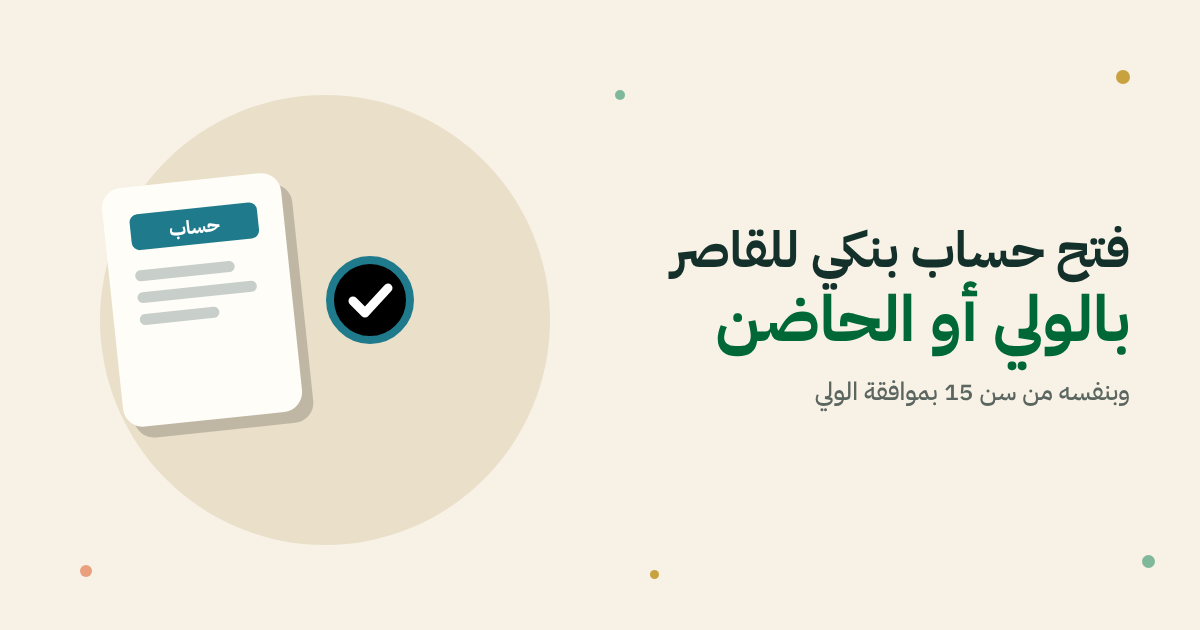 فتح حساب بنكي للقاصر
بالولي أو الحاضن
وبنفسه من سن 15 بموافقة الولي
حساب